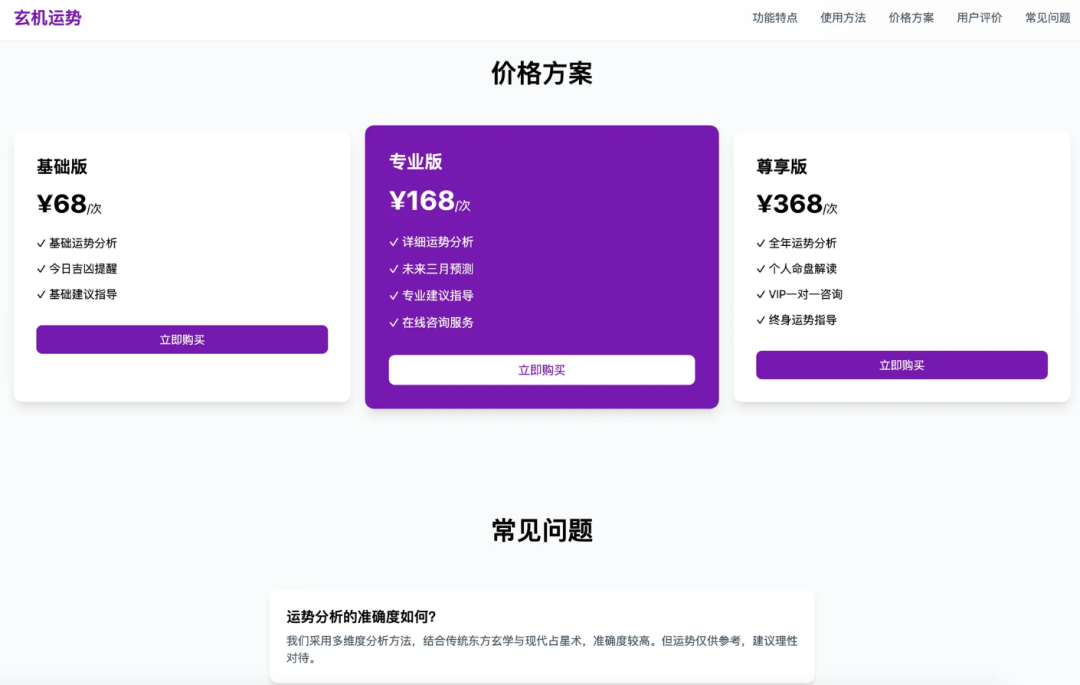 玄机运势
功能特点 使用方法 价格方案 用户评价 常见问题
价格方案
基础版
¥68/次
✓ 基础运势分析
✓ 今日吉凶提醒
✓ 基础建议指导
立即购买
专业版
¥168/次
✓ 详细运势分析
✓ 未来三月预测
✓ 专业建议指导
✓ 在线咨询服务
立即购买
尊享版
¥368/次
✓ 全年运势分析
✓ 个人命盘解读
✓ VIP一对一咨询
✓ 终身运势指导
立即购买
常见问题
运势分析的准确度如何?
我们采用多维度分析方法，结合传统东方玄学与现代占星术，准确度较高。但运势仅供参考，建议理性
对待。